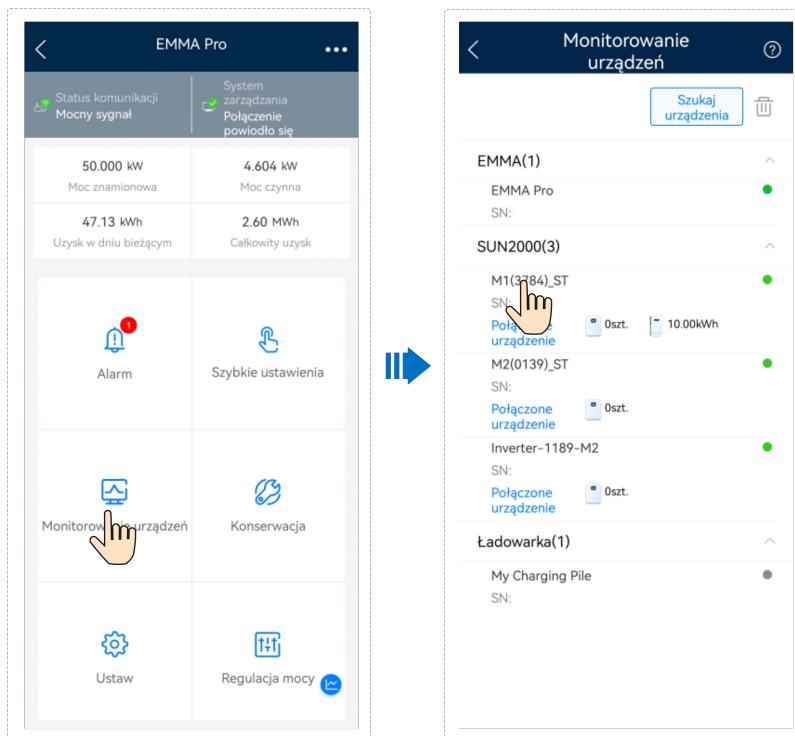 EMMA Pro
Status komunikacji
Mocny sygnał
System
zarządzania
Połączenie
powiodło się
50.000 kW
Moc znamionowa
4.604 kW
Moc czynna
47.13 kWh
Uzysk w dniu bieżącym
2.60 MWh
Całkowity uzysk
1
Alarm
Szybkie ustawienia
Monitorowanie urządzeń
Konserwacja
Ustaw
Regulacja mocy
Monitorowanie
urządzeń
Szukaj
urządzenia
EMMA(1)
EMMA Pro
SN:
SUN2000(3)
M1(3784)_ST
SN:
Połączone
urządzenie
0szt.
10.00kWh
M2(0139)_ST
SN:
Połączone
urządzenie
0szt.
Inverter-1189-M2
SN:
Połączone
urządzenie
0szt.
Ładowarka(1)
My Charging Pile
SN: